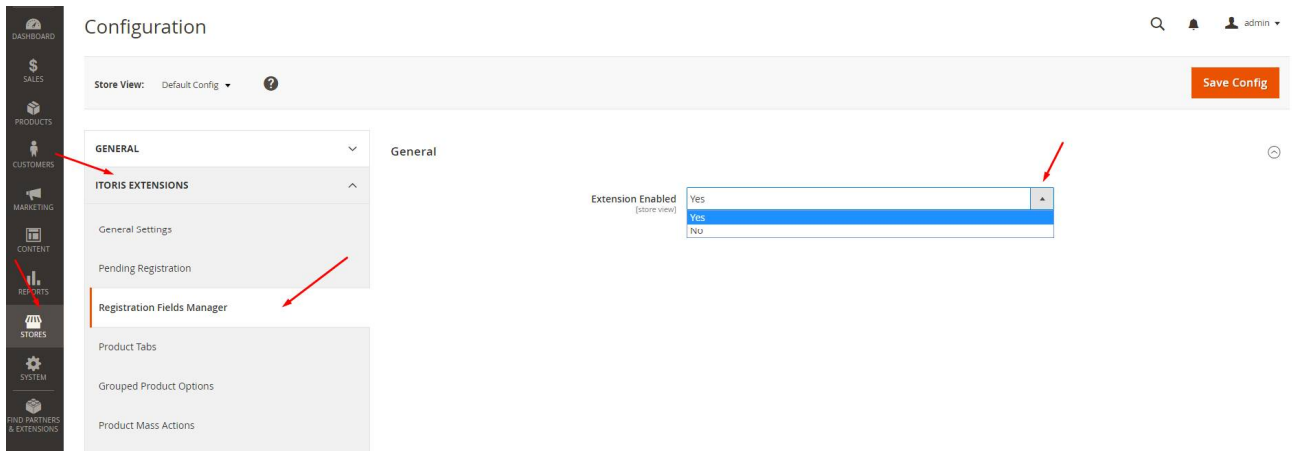 DASHBOARD
SALES
PRODUCTS
CUSTOMERS
MARKETING
CONTENT
REPORTS
STORES
SYSTEM
FIND PARTNERS
& EXTENSIONS
Configuration
admin
Store View: Default Config
?
Save Config
GENERAL
ITORIS EXTENSIONS
General Settings
Pending Registration
Registration Fields Manager
Product Tabs
Grouped Product Options
Product Mass Actions
General
Extension Enabled
[store view]
Yes
Yes
No